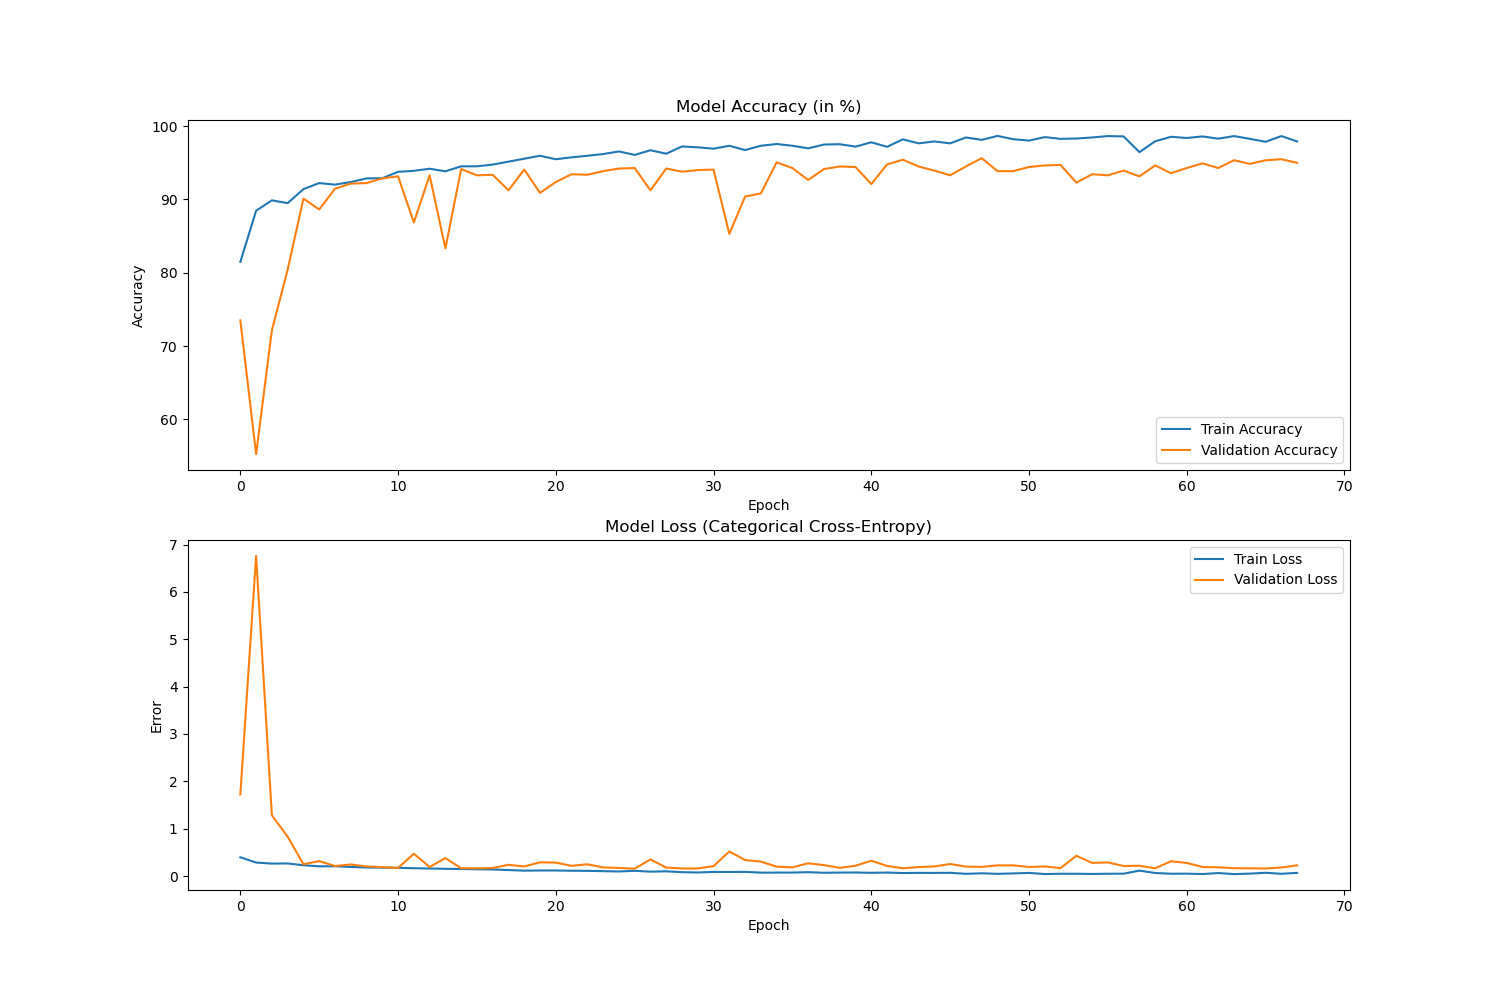 Model Accuracy (in %)
100
90
80
70
60
Accuracy
Train Accuracy
Validation Accuracy
0 10 20 30 40 50 60 70
Epoch
Model Loss (Categorical Cross-Entropy)
7
6
5
4
3
2
1
0
Error
Train Loss
Validation Loss
0 10 20 30 40 50 60 70
Epoch